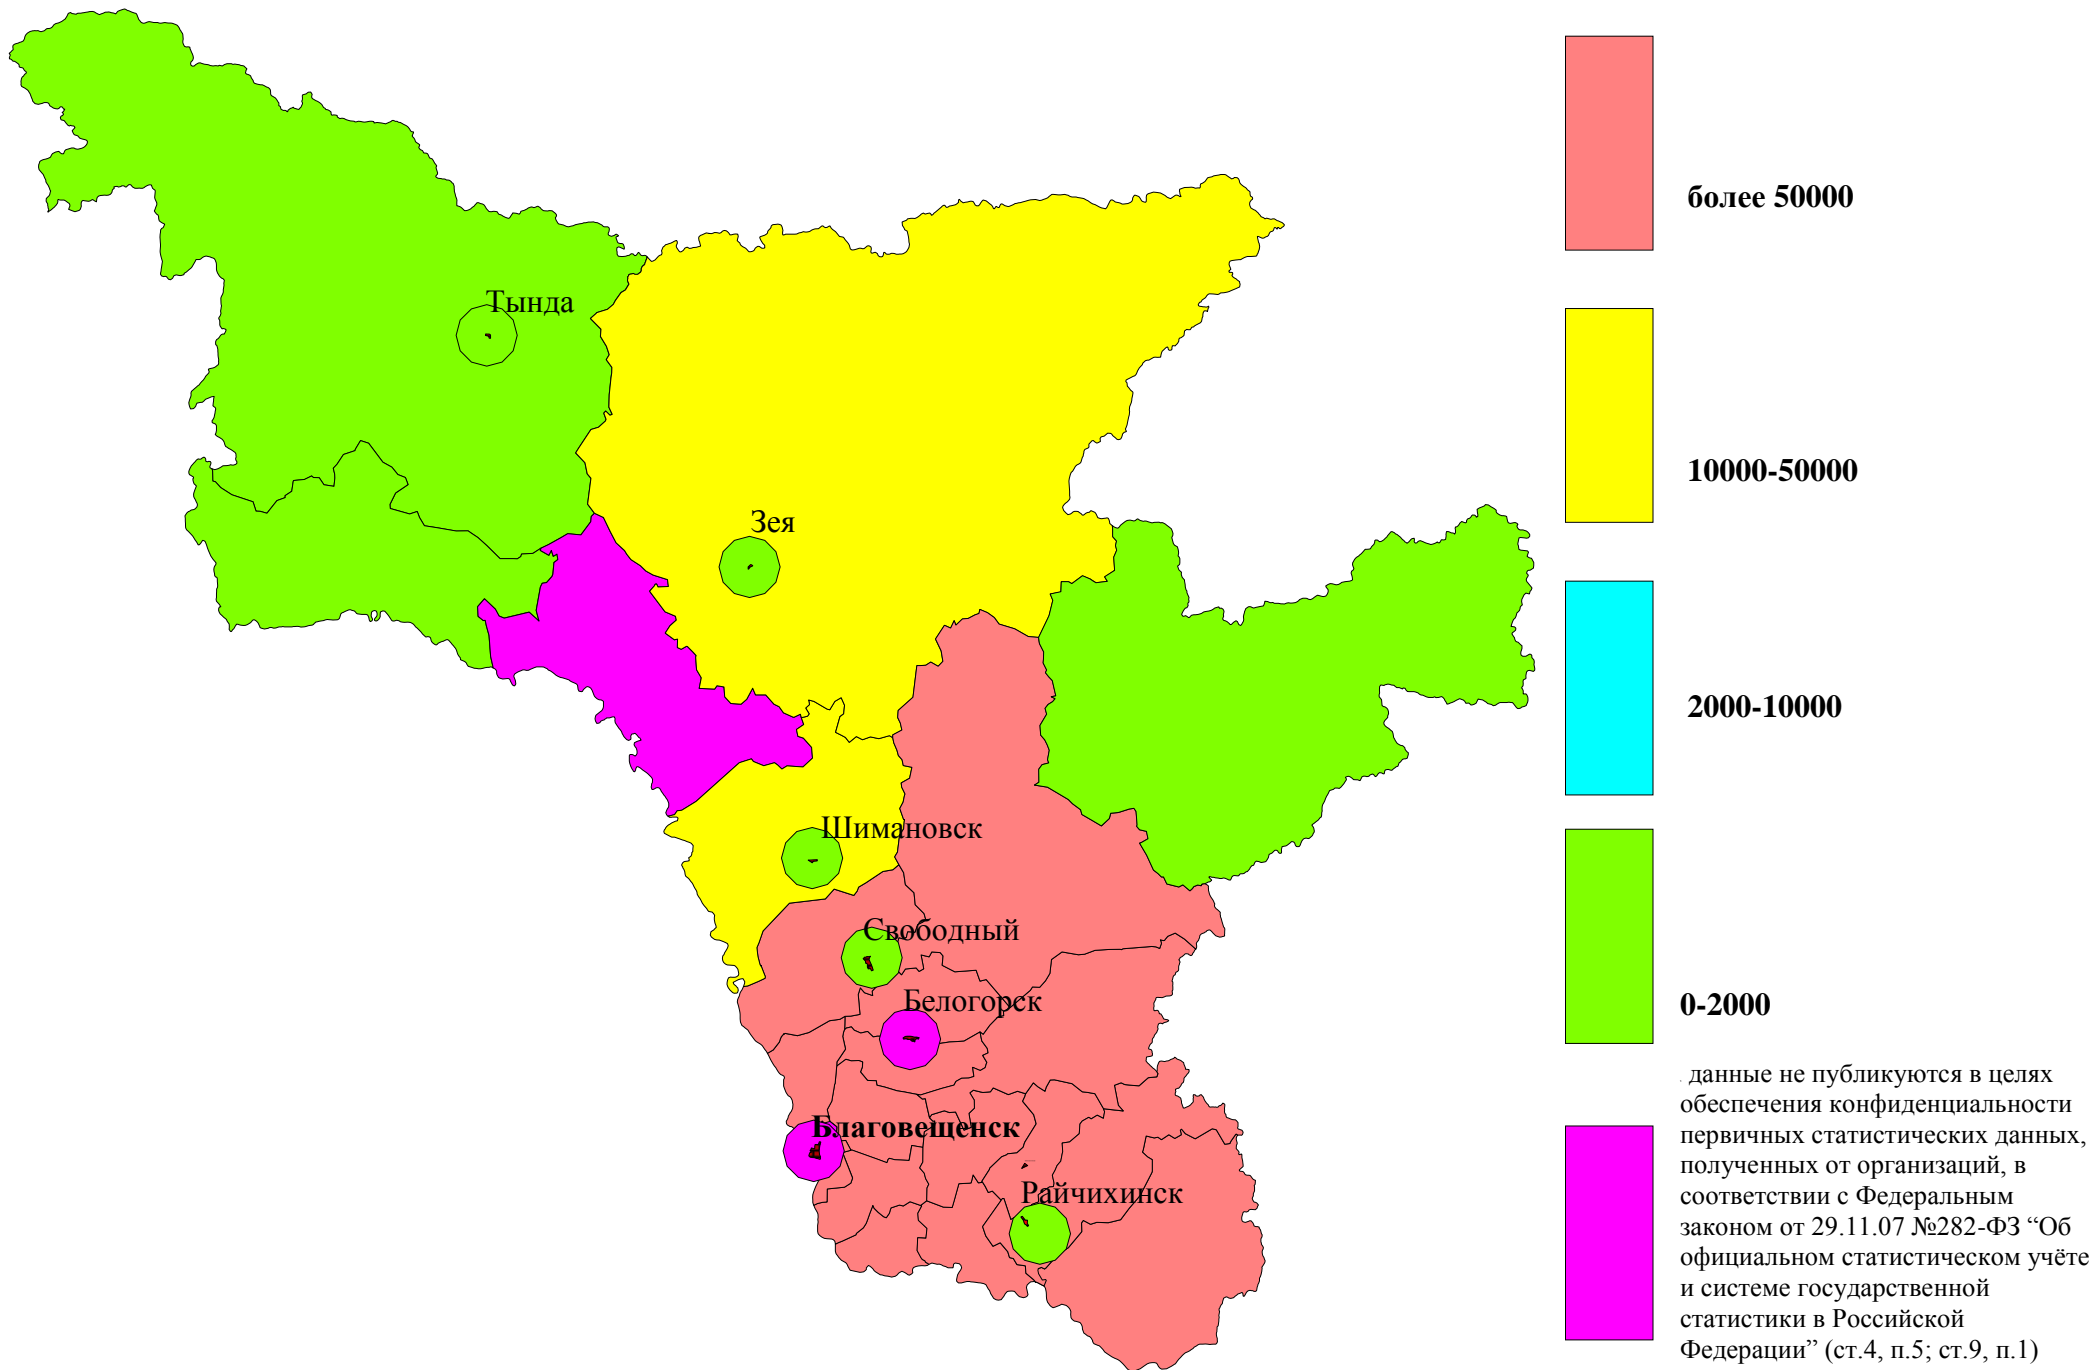 Тында
Зея
Шимановск
Свободный
Белогорск
Благовещенск
Райчихинск
более 50000
10000-50000
2000-10000
0-2000
. данные не публикуются в целях
обеспечения конфиденциальности
первичных статистических данных,
полученных от организаций, в
соответствии с Федеральным
законом от 29.11.07 №282-ФЗ “Об
официальном статистическом учёте
и системе государственной
статистики в Российской
Федерации” (ст.4, п.5; ст.9, п.1)